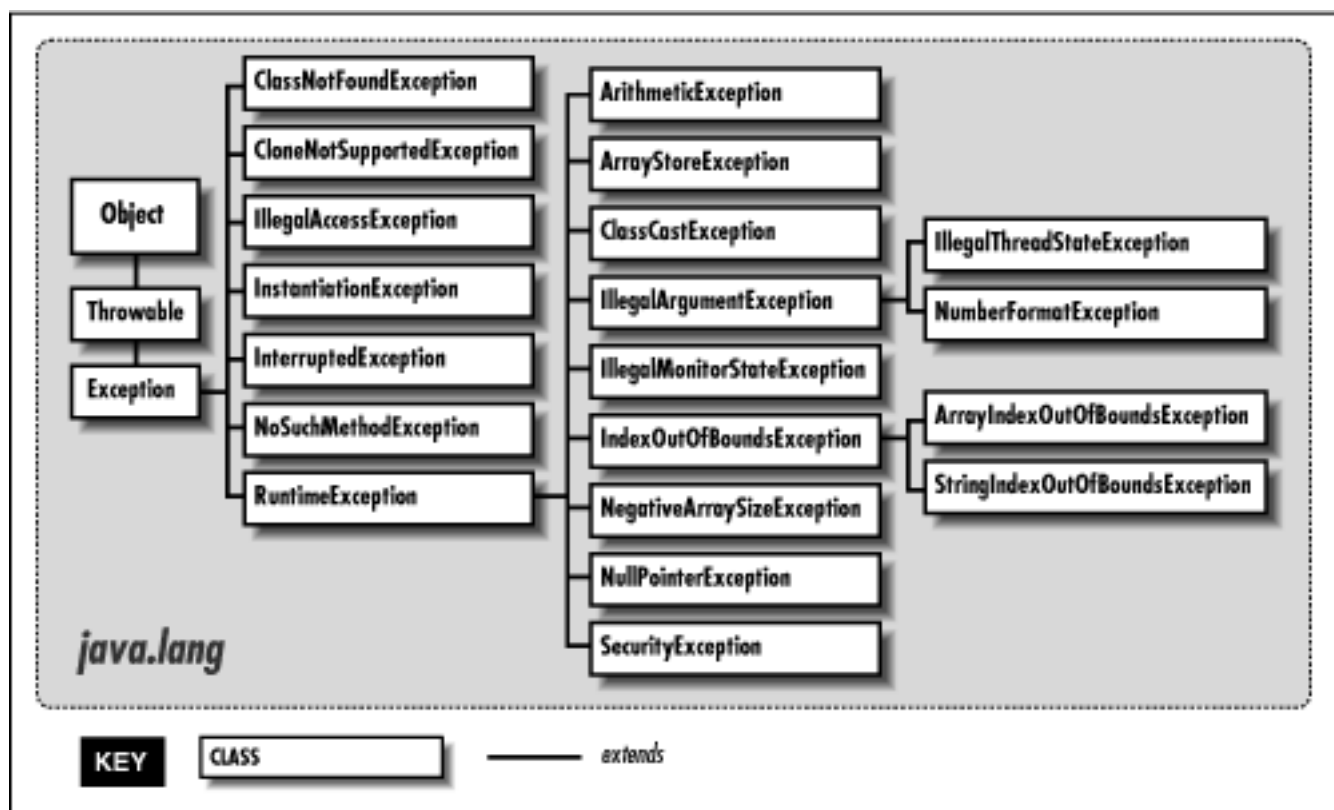 Object
Throwable
Exception
ClassNotFoundException
CloneNotSupportedException
IllegalAccessException
InstantiationException
InterruptedException
NoSuchMethodException
RuntimeException
ArithmeticException
ArrayStoreException
ClassCastException
IllegalArgumentException
IllegalMonitorStateException
IndexOutOfBoundsException
NegativeArraySizeException
NullPointerException
SecurityException
IllegalThreadStateException
NumberFormatException
ArrayIndexOutOfBoundsException
StringIndexOutOfBoundsException
java.lang
KEY
CLASS
extends